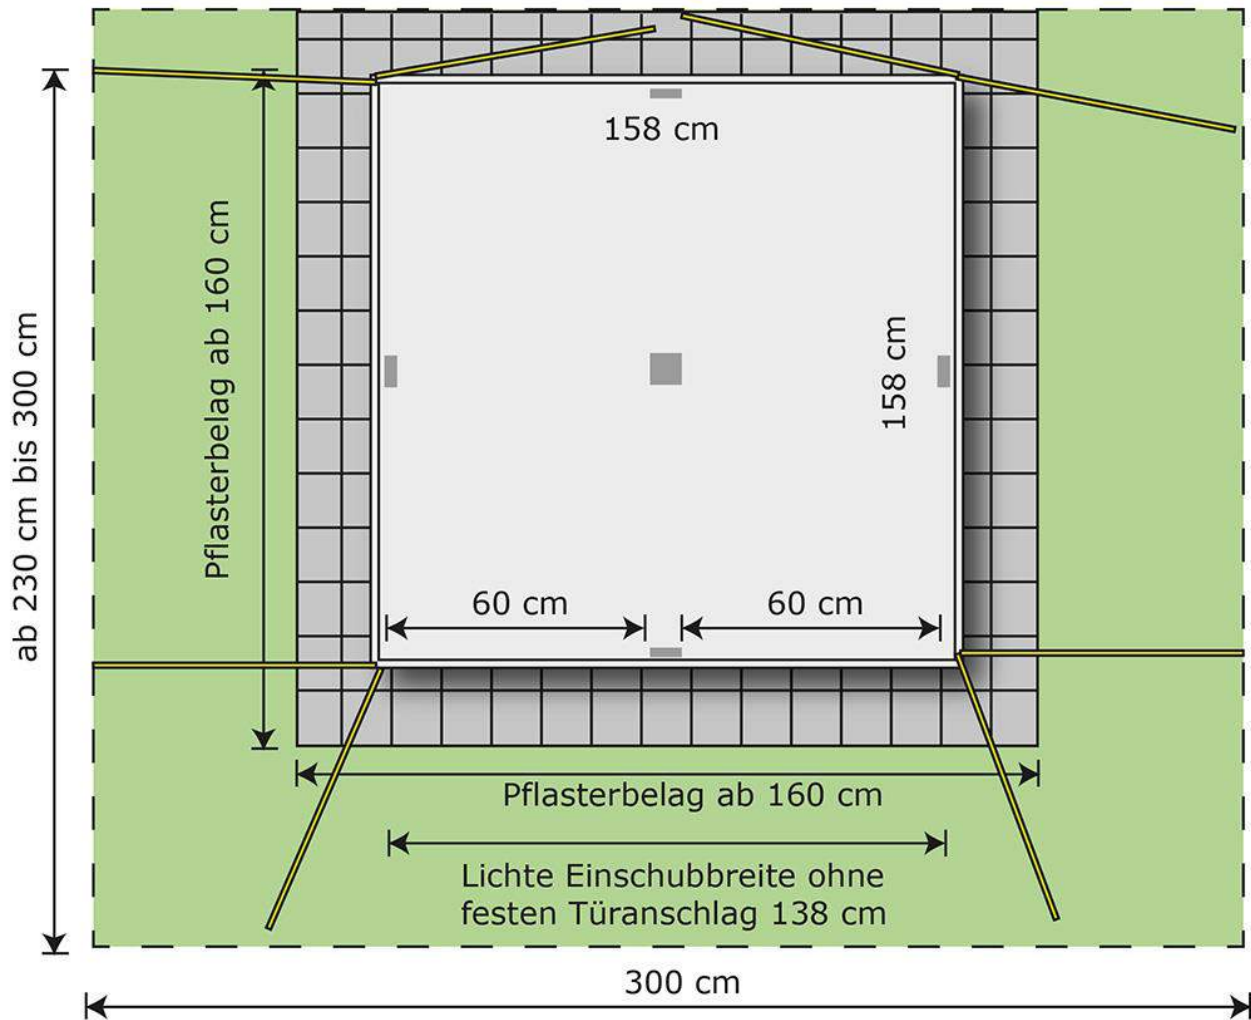 158 cm
Pflasterbelag ab 160 cm
158 cm
ab 230 cm bis 300 cm
60 cm
60 cm
Pflasterbelag ab 160 cm
Lichte Einschubbreite ohne
festen Türanschlag 138 cm
300 cm